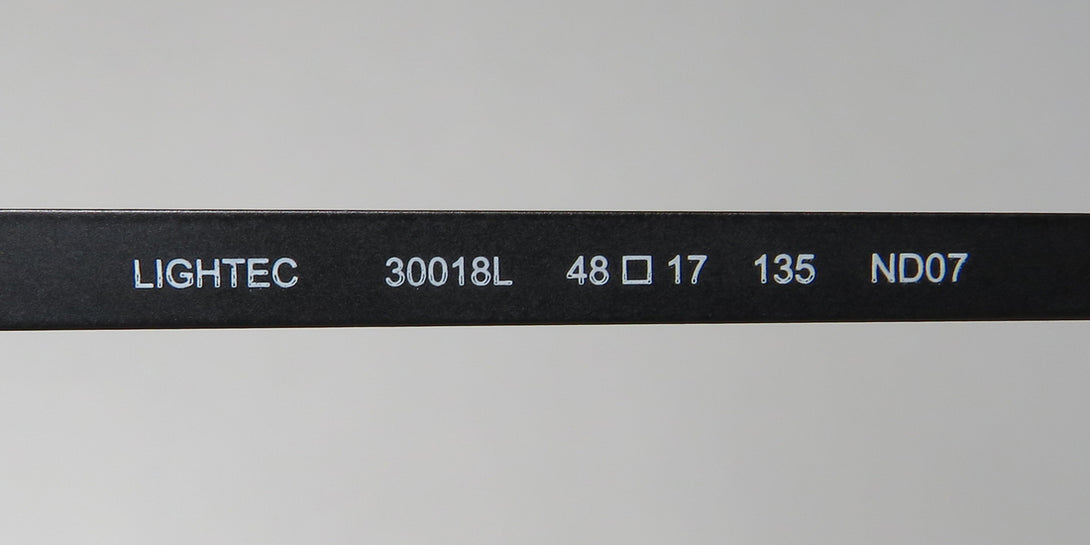 LIGHTEC 30018L 48 □ 17 135 ND07